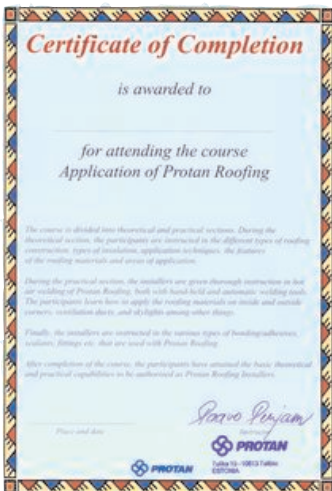 Certificate of Completion
is awarded to
for attending the course
Application of Protan Roofing
The course is divided into theoretical and practical sections. During the
theoretical section, the participants are instructed in the different types of roofing
construction, types of insulation, application techniques, the features
of the roofing materials and areas of application.
During the practical section, the installers are given thorough instruction in hot
air welding of Protan Roofing, both with hand-held and automatic welding tools.
The participants learn how to apply the roofing materials on inside and outside
corners, ventilation ducts, and skylights among other things.
Finally, the installers are instructed in the various types of bonding/adhesives,
sealants, fittings etc. that are used with Protan Roofing.
After completion of the course, the participants have attained the basic theoretical
and practical capabilities to be authorised as Protan Roofing Installers.
Place and date
Instructor
PROTAN
PROTAN
ESTONIA